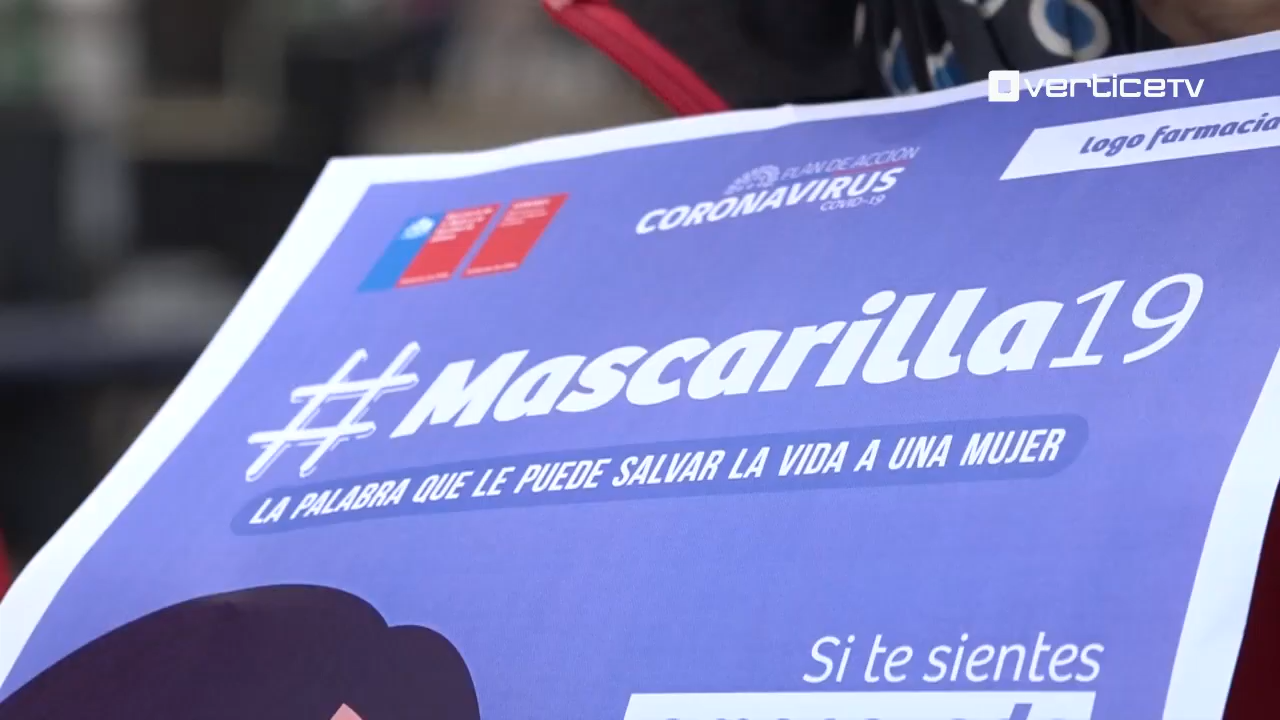 verticeTV
logo farmacia
PLAN DE ACCIÓN
CORONAVIRUS
COVID-19
#Mascarilla19
LA PALABRA QUE LE PUEDE SALVAR LA VIDA A UNA MUJER
Si te sientes